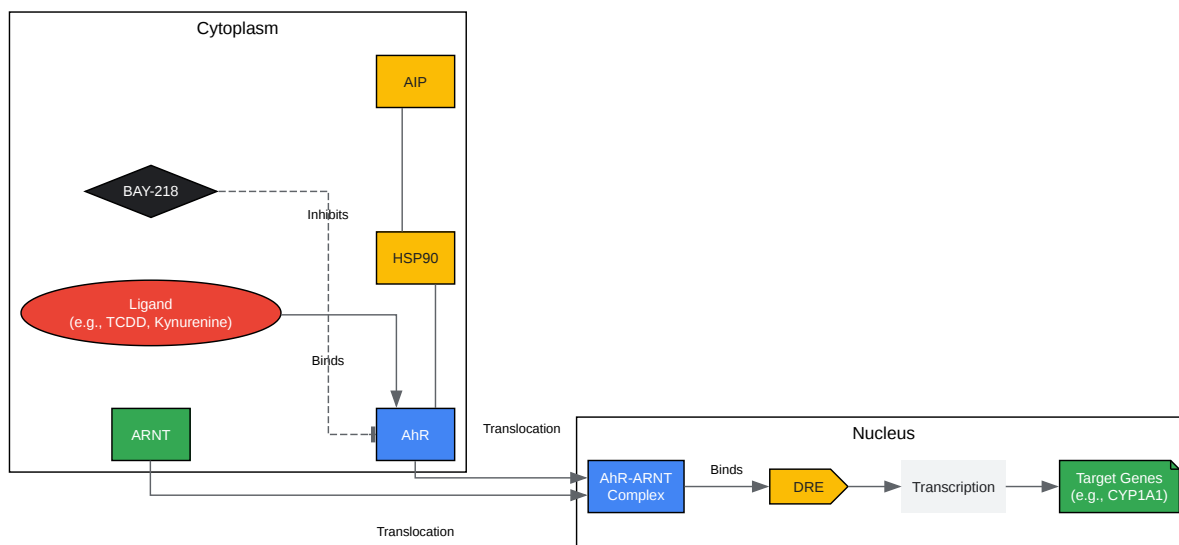 Cytoplasm
AIP
BAY-218
Inhibits
HSP90
Ligand
(e.g., TCDD, Kynurenine)
Binds
ARNT
AhR
Translocation
Translocation
Nucleus
AhR-ARNT
Complex
Binds
DRE
Transcription
Target Genes
(e.g., CYP1A1)